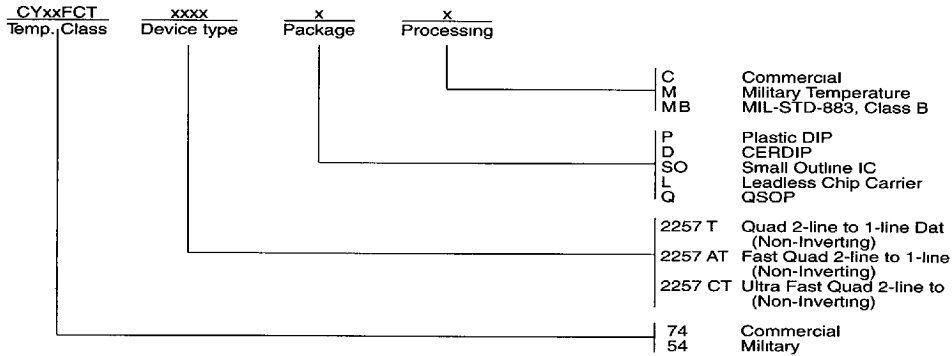 CYxxFCT xxxx x x
Temp. Class Device type Package Processing
C Commercial
M Military Temperature
MB MIL-STD-883, Class B
P Plastic DIP
D CERDIP
SO Small Outline IC
L Leadless Chip Carrier
Q QSOP
2257 T Quad 2-line to 1-line Dat
(Non-Inverting)
2257 AT Fast Quad 2-line to 1-line
(Non-Inverting)
2257 CT Ultra Fast Quad 2-line to
(Non-Inverting)
74 Commercial
54 Military